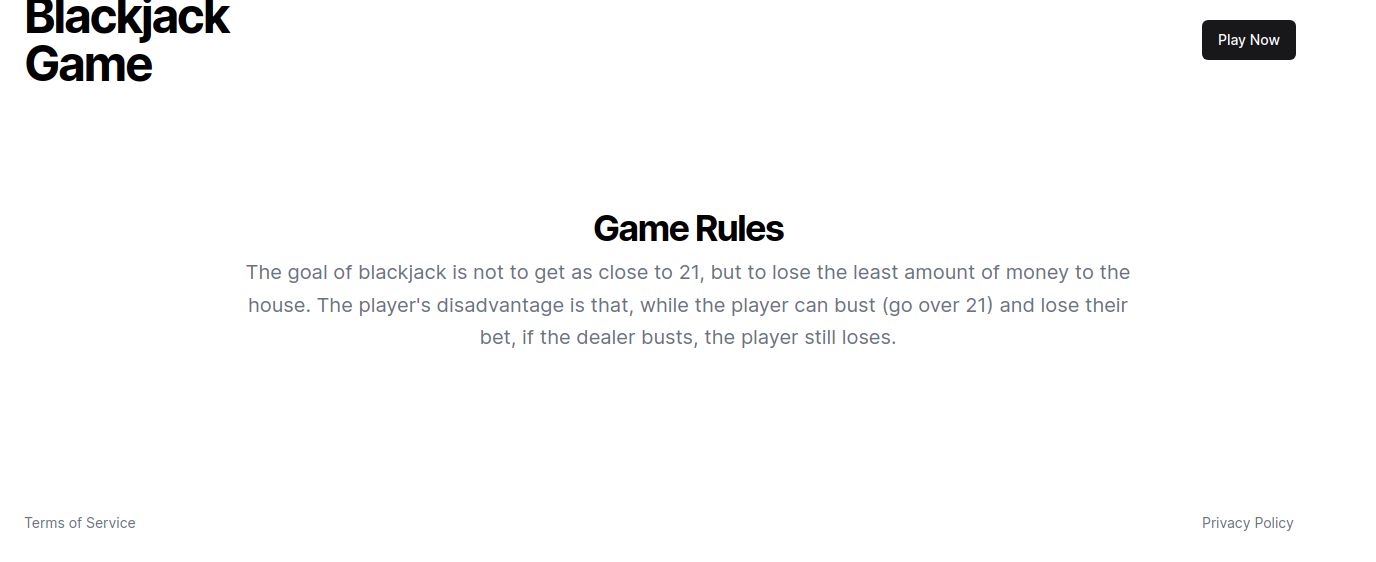 Blackjack
Game
Play Now
Game Rules
The goal of blackjack is not to get as close to 21, but to lose the least amount of money to the
house. The player's disadvantage is that, while the player can bust (go over 21) and lose their
bet, if the dealer busts, the player still loses.
Terms of Service
Privacy Policy